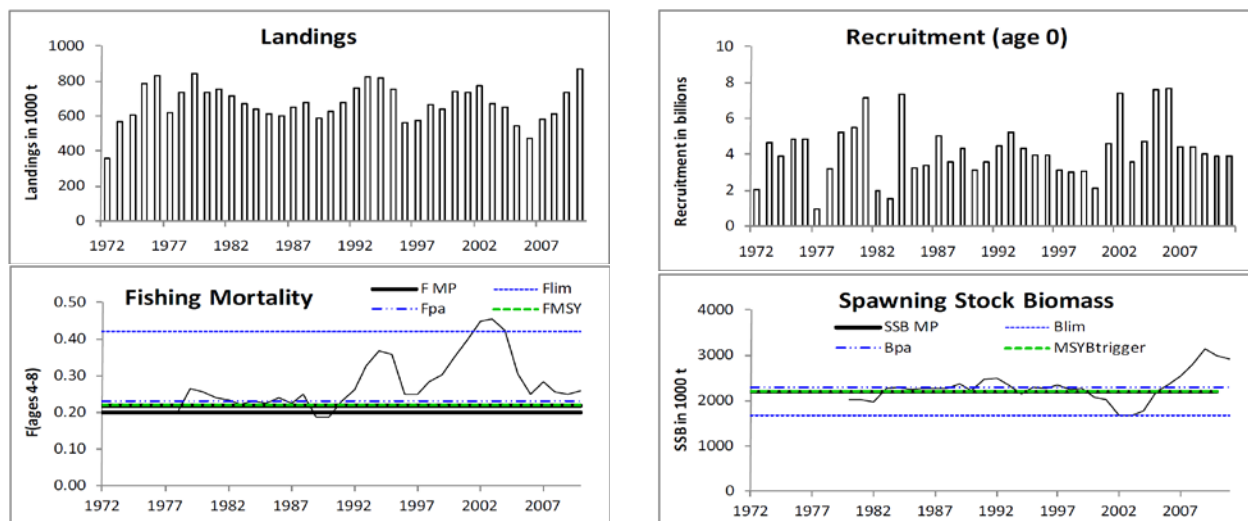 Landings
Landings in 1000 t
1000
800
600
400
200
0
1972 1977 1982 1987 1992 1997 2002 2007
Recruitment (age 0)
Recruitment in billions
10
8
6
4
2
0
1972 1977 1982 1987 1992 1997 2002 2007
Fishing Mortality
F MP Flim
Fpa FMSY
F(ages 4-8)
0.50
0.40
0.30
0.20
0.10
0.00
1972 1977 1982 1987 1992 1997 2002 2007
Spawning Stock Biomass
SSB MP Blim
Bpa MSYBtrigger
SSB in 1000 t
4000
3000
2000
1000
0
1972 1977 1982 1987 1992 1997 2002 2007